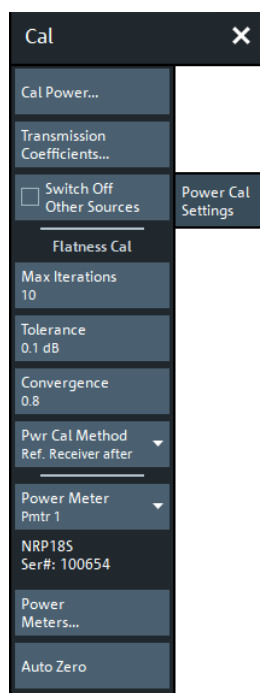 Cal
Cal Power...
Transmission
Coefficients...
Switch Off
Other Sources
Power Cal
Settings
Flatness Cal
Max Iterations
10
Tolerance
0.1 dB
Convergence
0.8
Pwr Cal Method
Ref. Receiver after
Power Meter
Pmtr 1
NRP18S
Ser#: 100654
Power
Meters...
Auto Zero